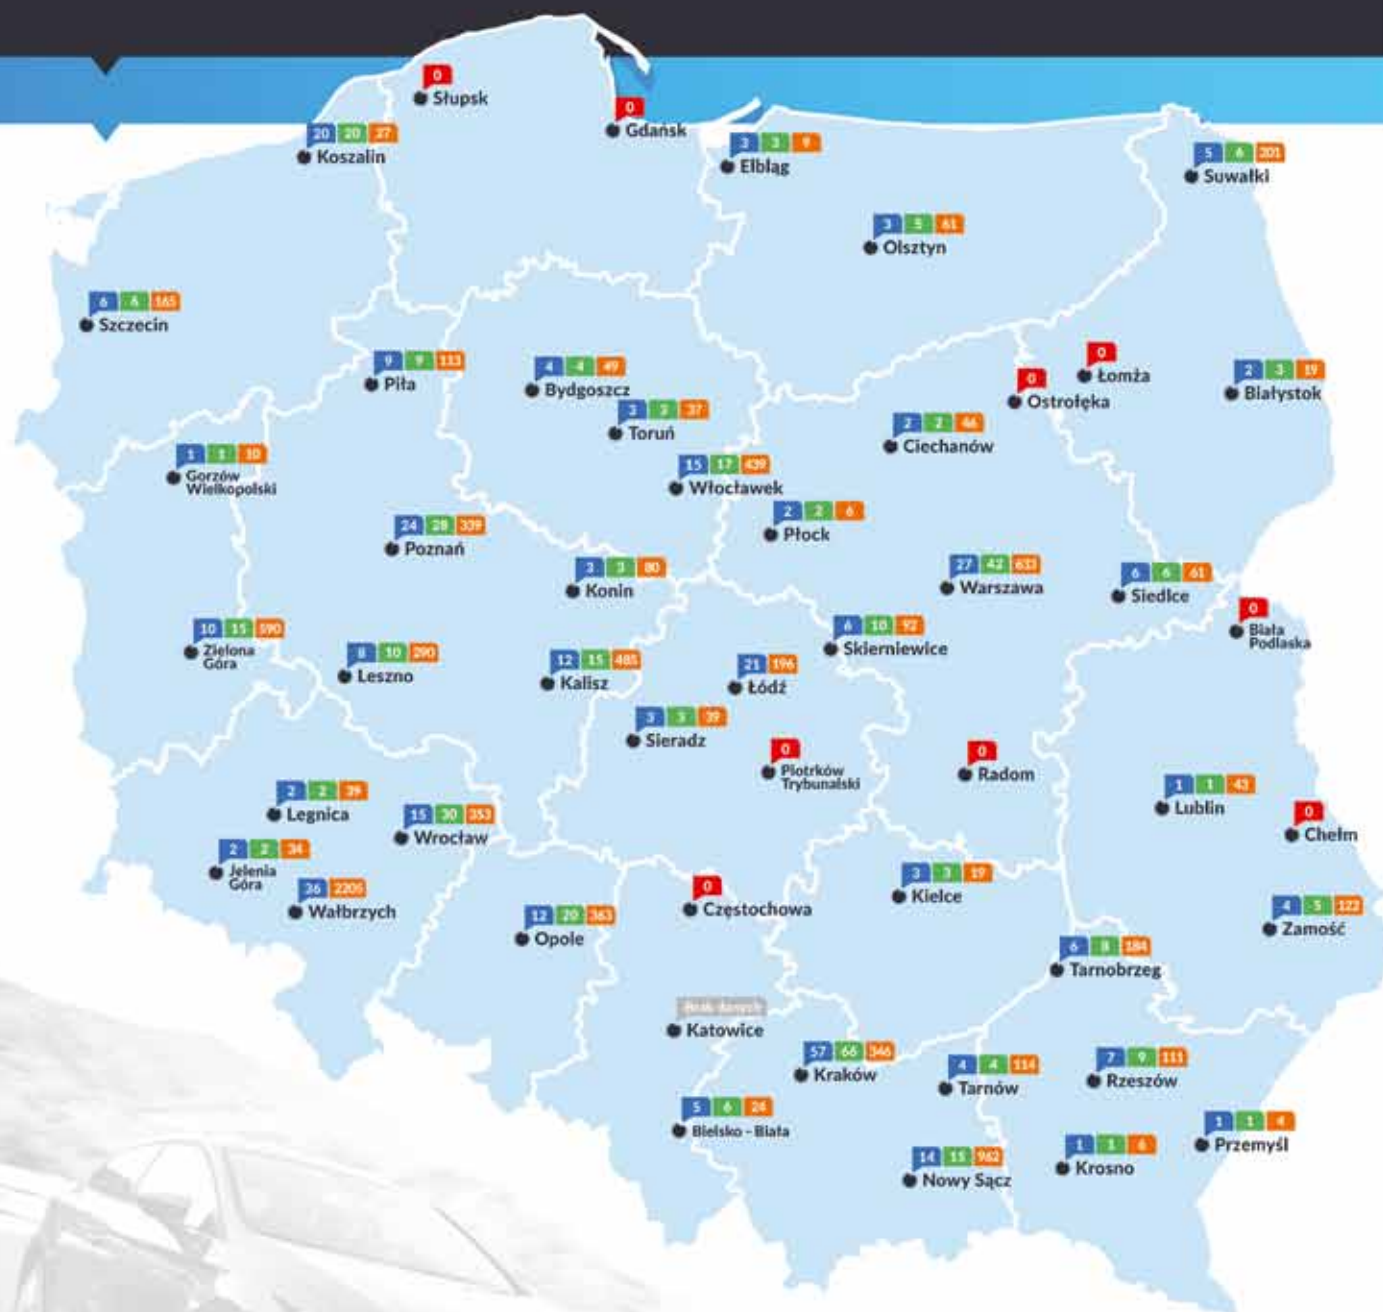 0
Słupsk
0
Gdańsk
20 20 27
Koszalin
3 3 9
Elbląg
5 6 201
Suwałki
3 5 61
Olsztyn
6 6 165
Szczecin
9 9 113
Piła
4 4 49
Bydgoszcz
0
Łomża
0
Ostrołęka
2 3 19
Białystok
3 3 37
Toruń
2 2 46
Ciechanów
1 1 10
Gorzów
Wielkopolski
15 17 439
Włocławek
24 28 339
Poznań
2 2 6
Płock
3 3 80
Konin
27 42 633
Warszawa
6 6 61
Siedlce
0
Biała
Podlaska
10 15 590
Zielona
Góra
8 10 290
Leszno
12 15 485
Kalisz
21 196
Łódź
6 10 92
Skierniewice
3 3 39
Sieradz
0
Piotrków
Trybunalski
0
Radom
2 2 39
Legnica
15 30 353
Wrocław
1 1 43
Lublin
0
Chełm
2 2 34
Jelenia
Góra
36 2205
Wałbrzych
12 20 363
Opole
0
Częstochowa
3 3 19
Kielce
4 5 122
Zamość
6 8 184
Tarnobrzeg
Brak danych
Katowice
57 66 346
Kraków
4 4 114
Tarnów
7 9 111
Rzeszów
5 6 24
Bielsko - Biała
14 15 962
Nowy Sącz
1 1 6
Krosno
1 1 4
Przemyśl